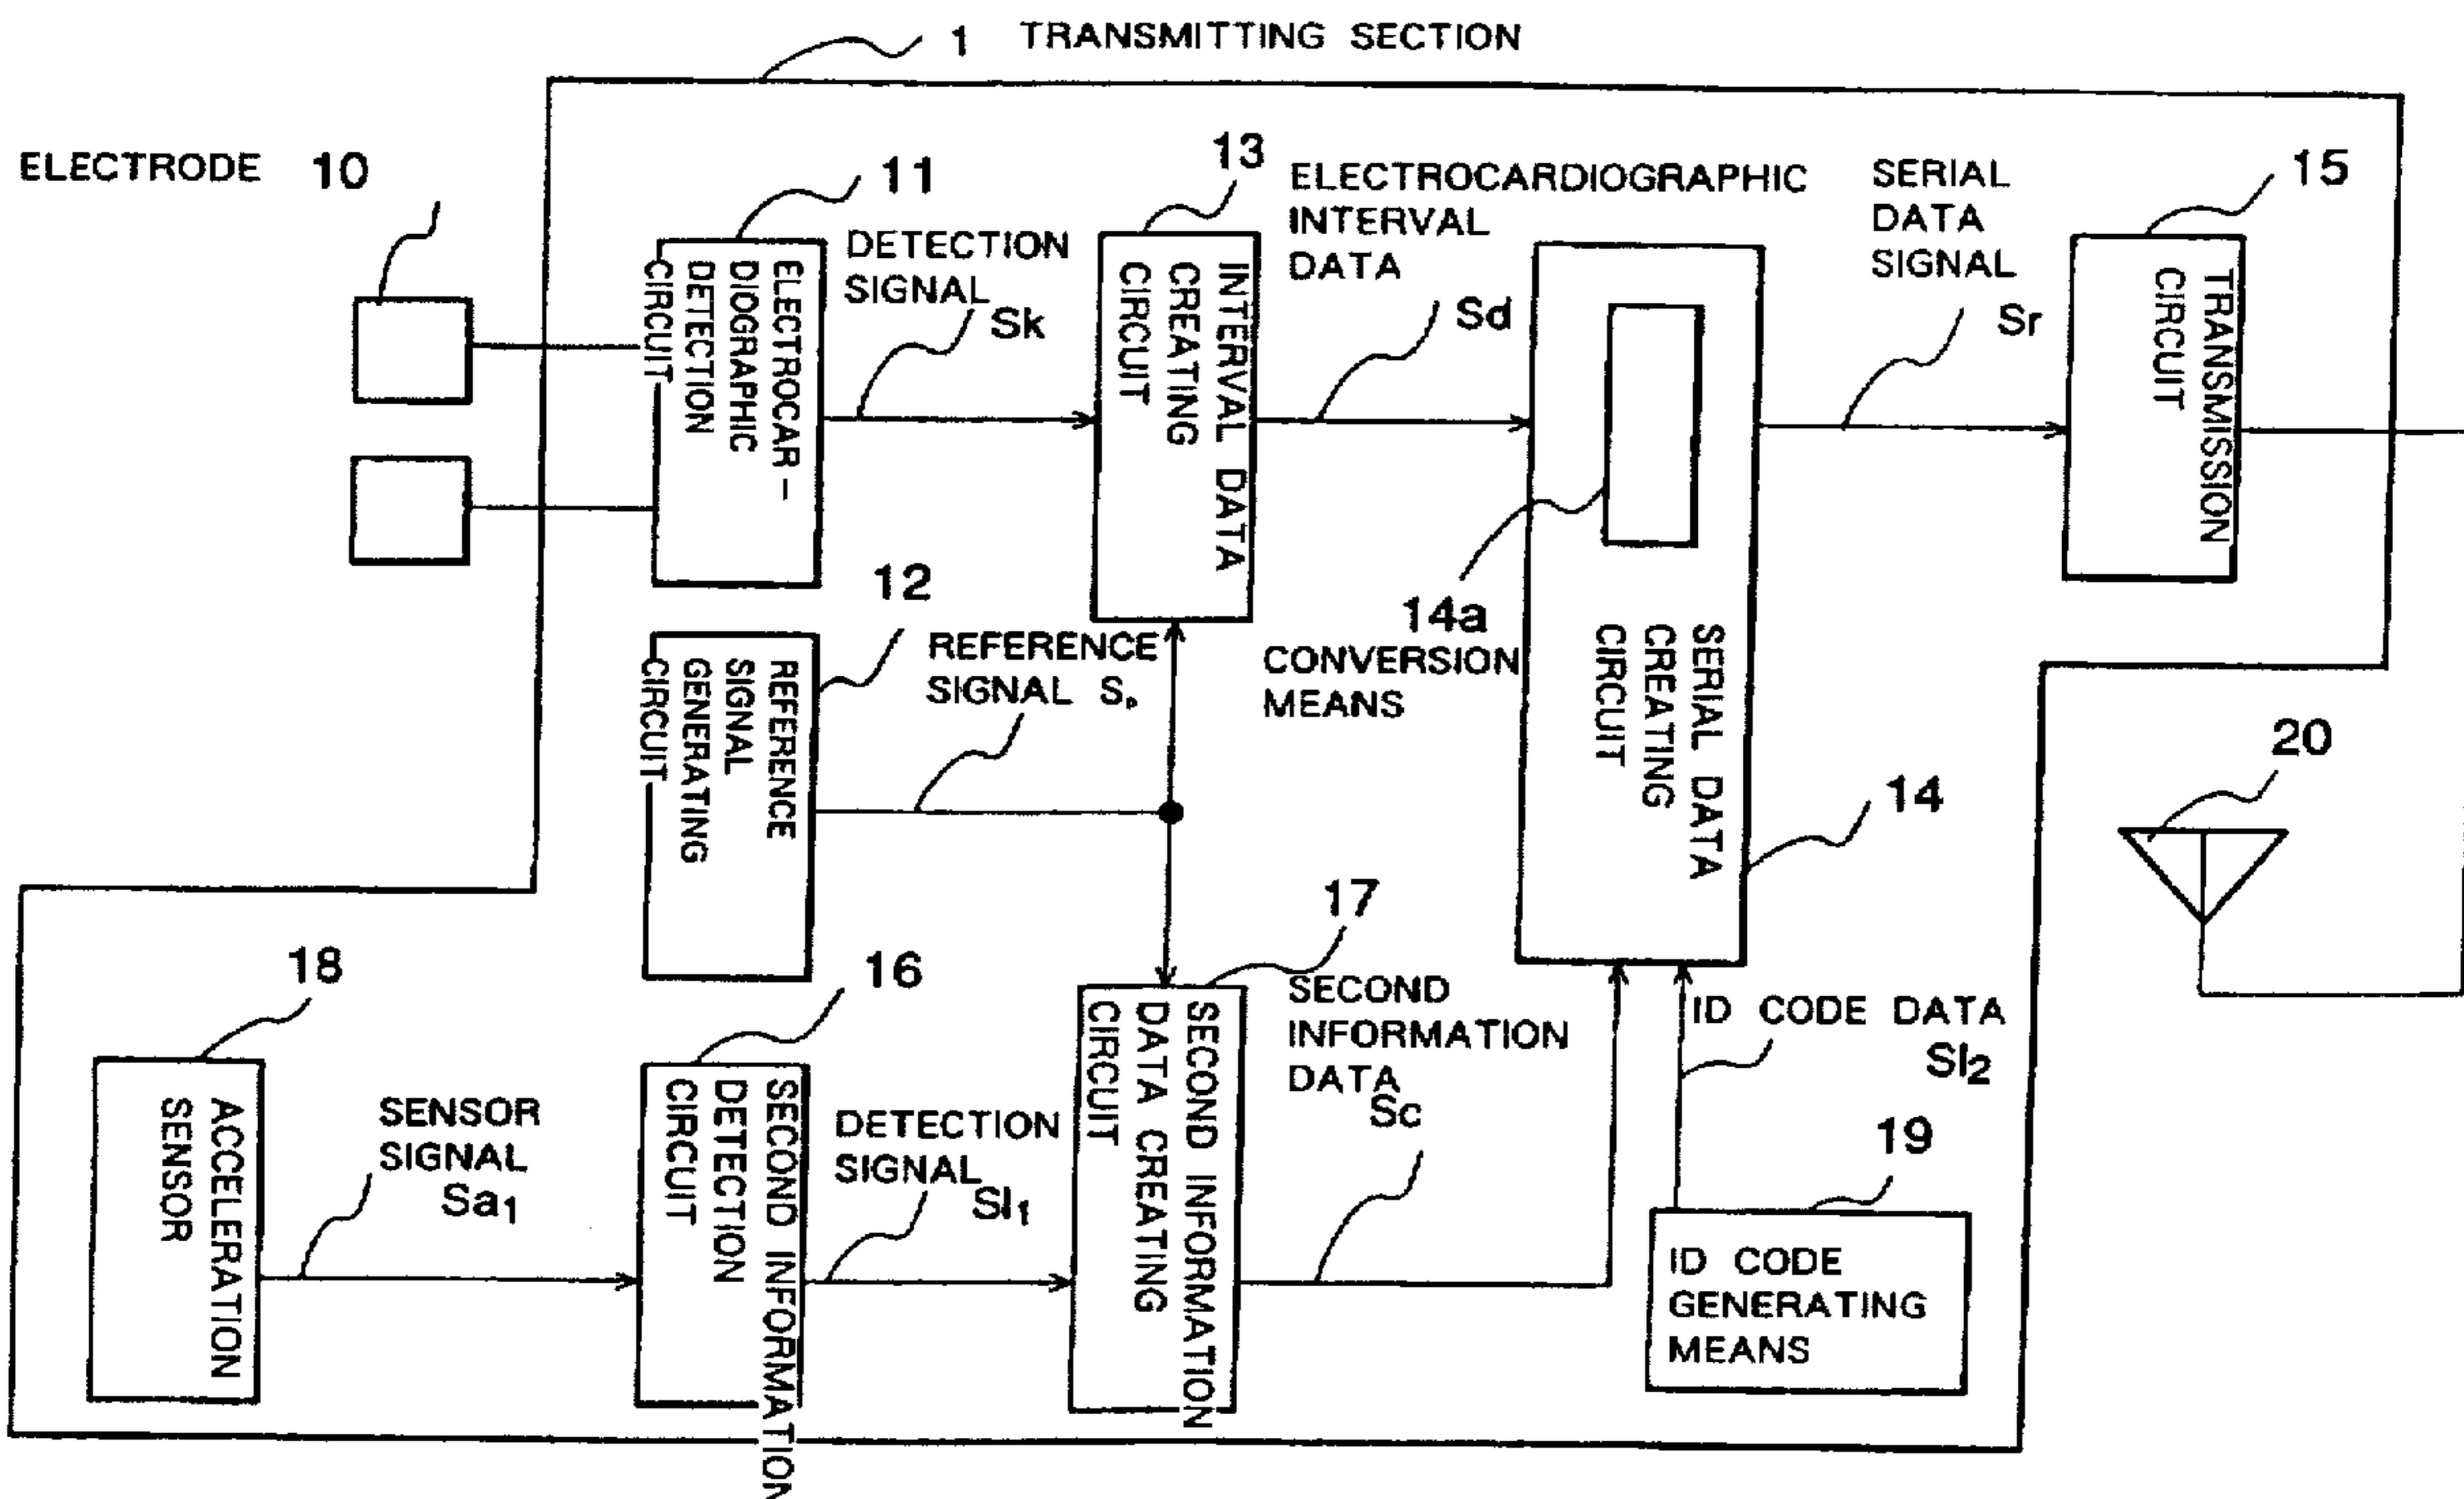 1 TRANSMITTING SECTION
ELECTRODE 10
11
ELECTROCAR-
DIOGRAPHIC
DETECTION
CIRCUIT
DETECTION
SIGNAL
Sk
13
INTERVAL DATA
CREATING
CIRCUIT
ELECTROCARDIOGRAPHIC
INTERVAL
DATA
Sd
SERIAL
DATA
SIGNAL
Sr
15
TRANSMISSION
CIRCUIT
12
REFERENCE
SIGNAL
GENERATING
CIRCUIT
REFERENCE
SIGNAL S₀
14a
CONVERSION
MEANS
SERIAL DATA
CREATING
CIRCUIT
14
20
18
ACCELERATION
SENSOR
SENSOR
SIGNAL
Sa₁
16
SECOND INFORMATION
DETECTION
CIRCUIT
DETECTION
SIGNAL
SI₁
17
SECOND INFORMATION
DATA CREATING
CIRCUIT
SECOND
INFORMATION
DATA
Sc
ID CODE DATA
SI₂
19
ID CODE
GENERATING
MEANS